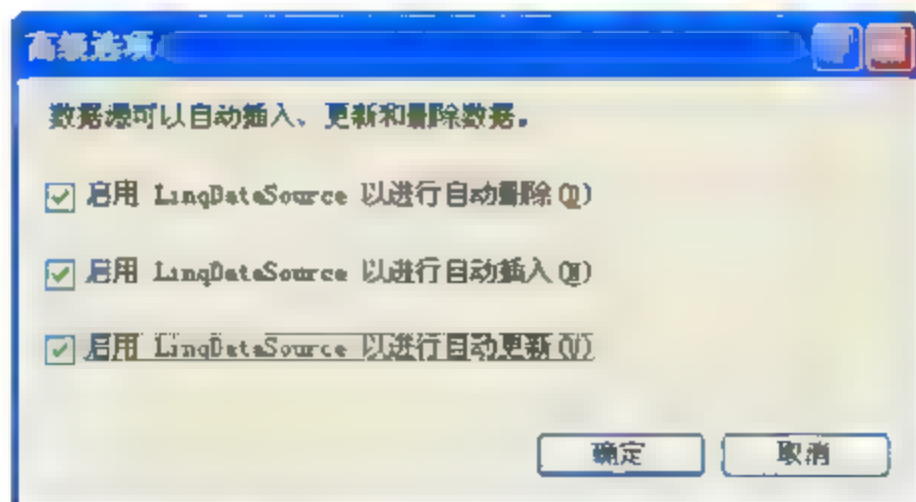 高级选项
数据源可以自动插入、更新和删除数据。
启用 LinqDataSource 以进行自动删除(D)
启用 LinqDataSource 以进行自动插入(N)
启用 LinqDataSource 以进行自动更新(U)
确定
取消